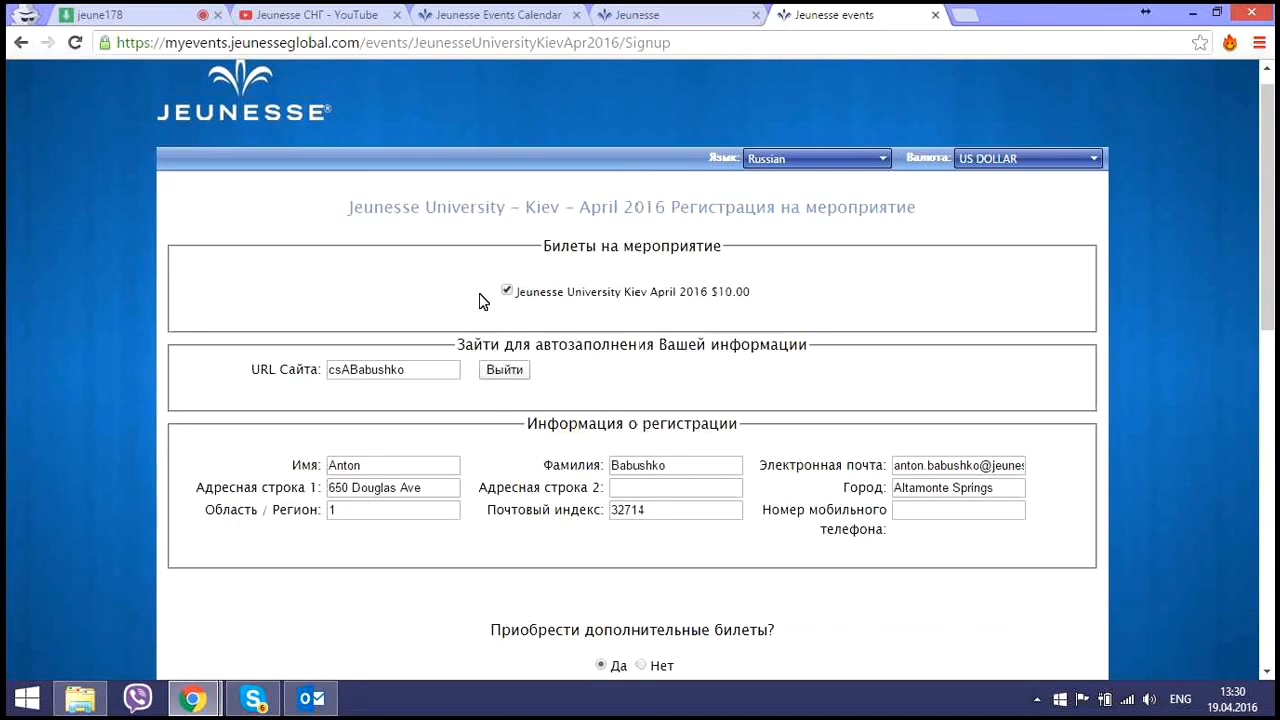 jeune178
Jeunesse СНГ - YouTube
Jeunesse Events Calendar
Jeunesse
Jeunesse events
https://myevents.jeunesseglobal.com/events/JeunesseUniversityKievApr2016/Signup
JEUNESSE®
Язык: Russian
Валюта: US DOLLAR
Jeunesse University - Kiev - April 2016 Регистрация на мероприятие
Билеты на мероприятие
Jeunesse University Kiev April 2016 $10.00
Зайти для автозаполнения Вашей информации
URL Сайта: csABabushko Выйти
Информация о регистрации
Имя: Anton Фамилия: Babushko Электронная почта: anton.babushko@jeunes
Адресная строка 1: 650 Douglas Ave Адресная строка 2: Город: Altamonte Springs
Область / Регион: 1 Почтовый индекс: 32714 Номер мобильного
телефона:
Приобрести дополнительные билеты?
Да Нет
6
ENG
13:30
19.04.2016